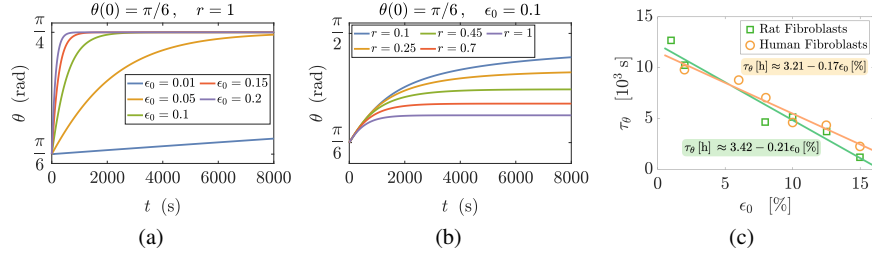 θ(0) = π/6, r = 1
π/4
π/6
θ (rad)
ϵ₀ = 0.01
ϵ₀ = 0.05
ϵ₀ = 0.1
ϵ₀ = 0.15
ϵ₀ = 0.2
0 2000 4000 6000 8000
t (s)
(a)
θ(0) = π/6, ϵ₀ = 0.1
π/2
π/6
θ (rad)
r = 0.1
r = 0.25
r = 0.45
r = 0.7
r = 1
0 2000 4000 6000 8000
t (s)
(b)
15
10
5
0
τ_θ [10³ s]
Rat Fibroblasts
Human Fibroblasts
τ_θ [h] ≈ 3.21 − 0.17ϵ₀ [%]
τ_θ [h] ≈ 3.42 − 0.21ϵ₀ [%]
0 5 10 15
ϵ₀ [%]
(c)